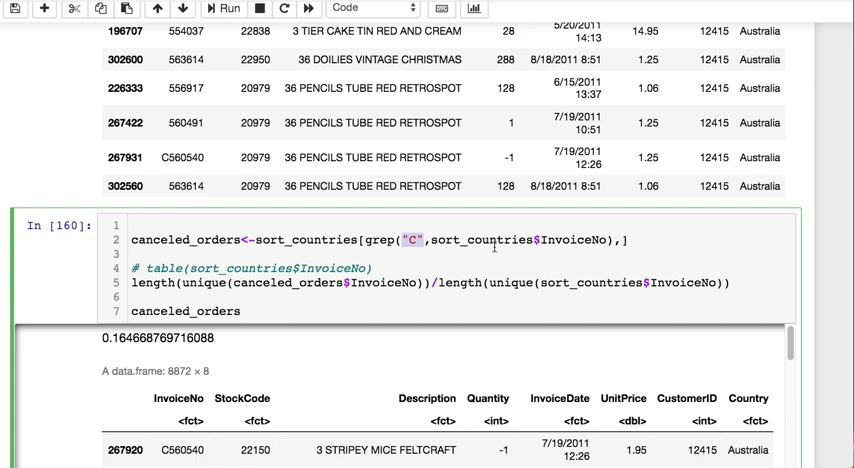 Run Code
196707 554037 22838 3 TIER CAKE TIN RED AND CREAM 28 5/20/2011 14:13 14.95 12415 Australia
302600 563614 22950 36 DOILIES VINTAGE CHRISTMAS 288 8/18/2011 8:51 1.25 12415 Australia
226333 556917 20979 36 PENCILS TUBE RED RETROSPOT 128 6/15/2011 13:37 1.06 12415 Australia
267422 560491 20979 36 PENCILS TUBE RED RETROSPOT 1 7/19/2011 10:51 1.25 12415 Australia
267931 C560540 20979 36 PENCILS TUBE RED RETROSPOT -1 7/19/2011 12:26 1.25 12415 Australia
302560 563614 20979 36 PENCILS TUBE RED RETROSPOT 128 8/18/2011 8:51 1.06 12415 Australia
In [160]: 1
2 canceled_orders<-sort_countries[grep("C",sort_countries$InvoiceNo),]
3
4 # table(sort_countries$InvoiceNo)
5 length(unique(canceled_orders$InvoiceNo))/length(unique(sort_countries$InvoiceNo))
6
7 canceled_orders
0.164668769716088
A data.frame: 8872 × 8
InvoiceNo StockCode Description Quantity InvoiceDate UnitPrice CustomerID Country
<fct> <fct> <fct> <int> <fct> <dbl> <int> <fct>
267920 C560540 22150 3 STRIPEY MICE FELTCRAFT -1 7/19/2011 12:26 1.95 12415 Australia